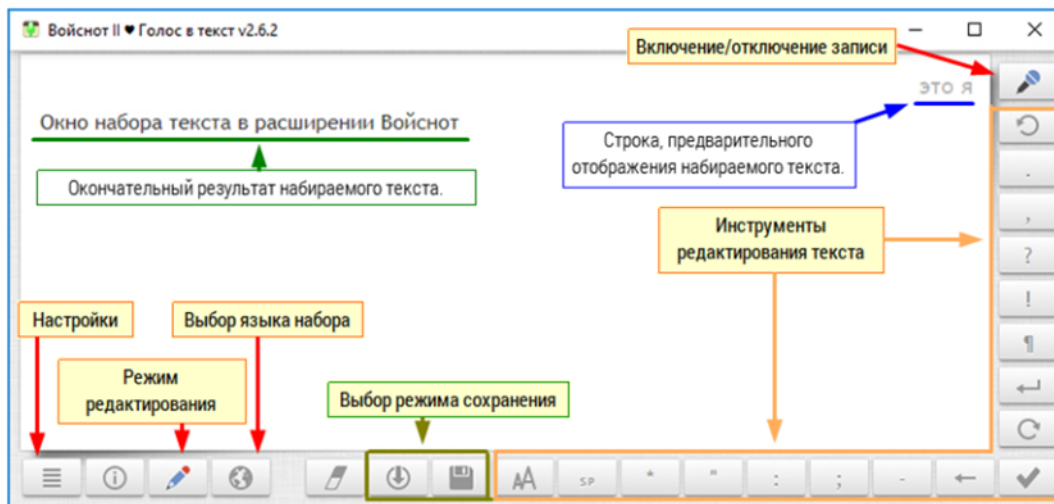 Войснот II ♥ Голос в текст v2.6.2
Включение/отключение записи
это я
Окно набора текста в расширении Войснот
Строка, предварительного
отображения набираемого текста.
Окончательный результат набираемого текста.
Инструменты
редактирования текста
.
,
?
!
¶
Настройки
Выбор языка набора
Режим
редактирования
Выбор режима сохранения
AA SP * " : ; -